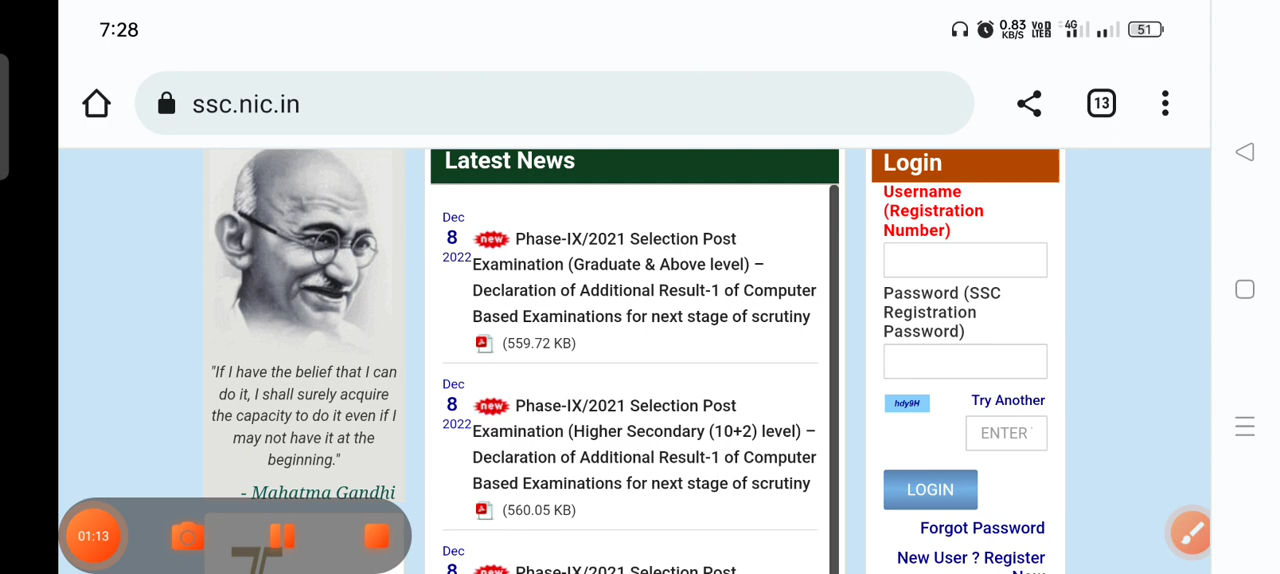 7:28
0.83
KB/S
VoD
LTE
4G
51
ssc.nic.in
13
Latest News
Dec
8
2022
new Phase-IX/2021 Selection Post
Examination (Graduate & Above level) –
Declaration of Additional Result-1 of Computer
Based Examinations for next stage of scrutiny
(559.72 KB)
Dec
8
2022
new Phase-IX/2021 Selection Post
Examination (Higher Secondary (10+2) level) –
Declaration of Additional Result-1 of Computer
Based Examinations for next stage of scrutiny
(560.05 KB)
Dec
8
new Phase-IX/2021 Selection Post
"If I have the belief that I can
do it, I shall surely acquire
the capacity to do it even if I
may not have it at the
beginning."
- Mahatma Gandhi
01:13
Login
Username
(Registration
Number)
Password (SSC
Registration
Password)
hdy9H
Try Another
ENTER
LOGIN
Forgot Password
New User ? Register
Now